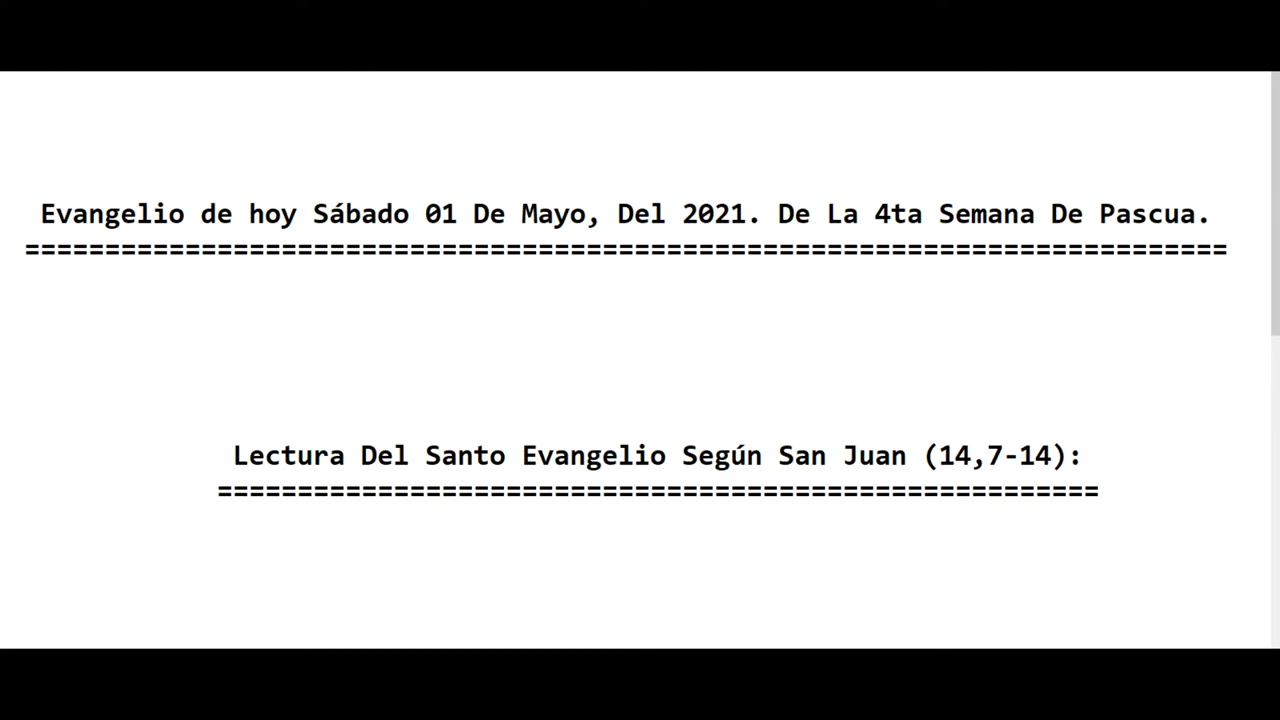 Evangelio de hoy Sábado 01 De Mayo, Del 2021. De La 4ta Semana De Pascua.
===========================================================================
Lectura Del Santo Evangelio Según San Juan (14,7-14):
=======================================================